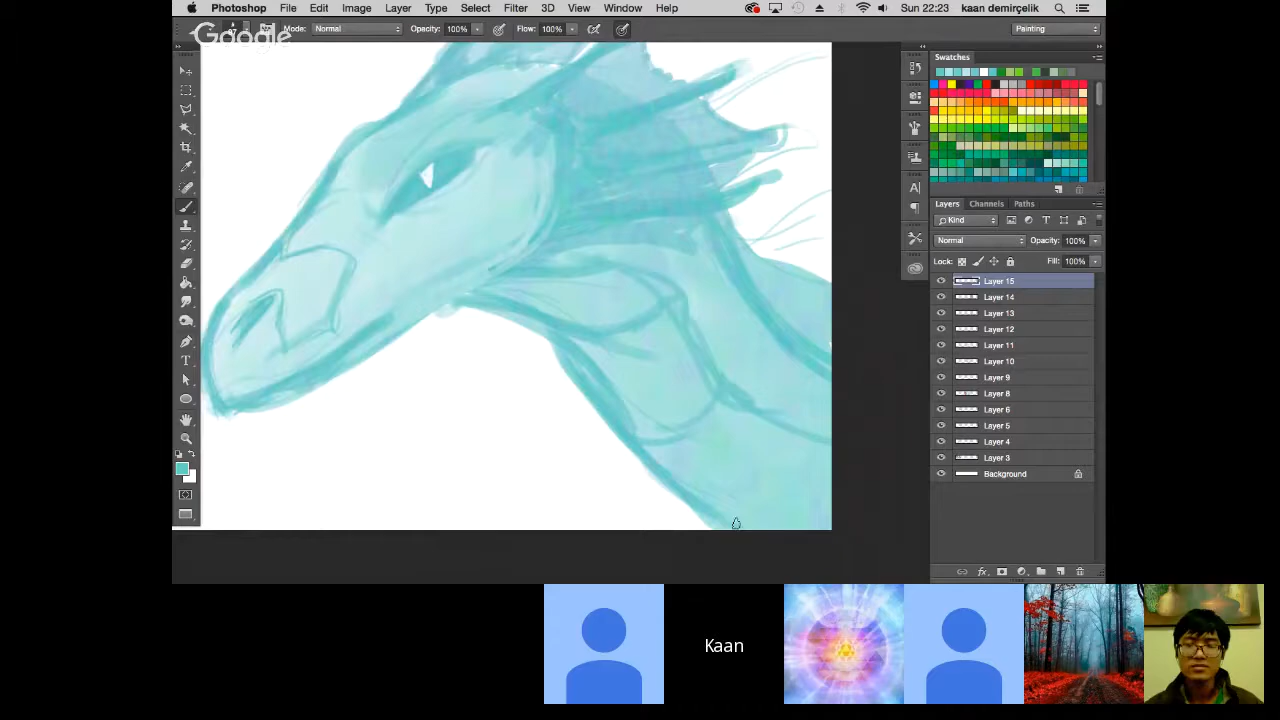 Photoshop File Edit Image Layer Type Select Filter 3D View Window Help Sun 22:23 kaan demirçelik
Google
Mode: Normal Opacity: 100% Flow: 100% Painting
Swatches
Layers Channels Paths
Kind
Normal Opacity: 100%
Lock: Fill: 100%
Layer 15
Layer 14
Layer 13
Layer 12
Layer 11
Layer 10
Layer 9
Layer 8
Layer 6
Layer 5
Layer 4
Layer 3
Background
Kaan